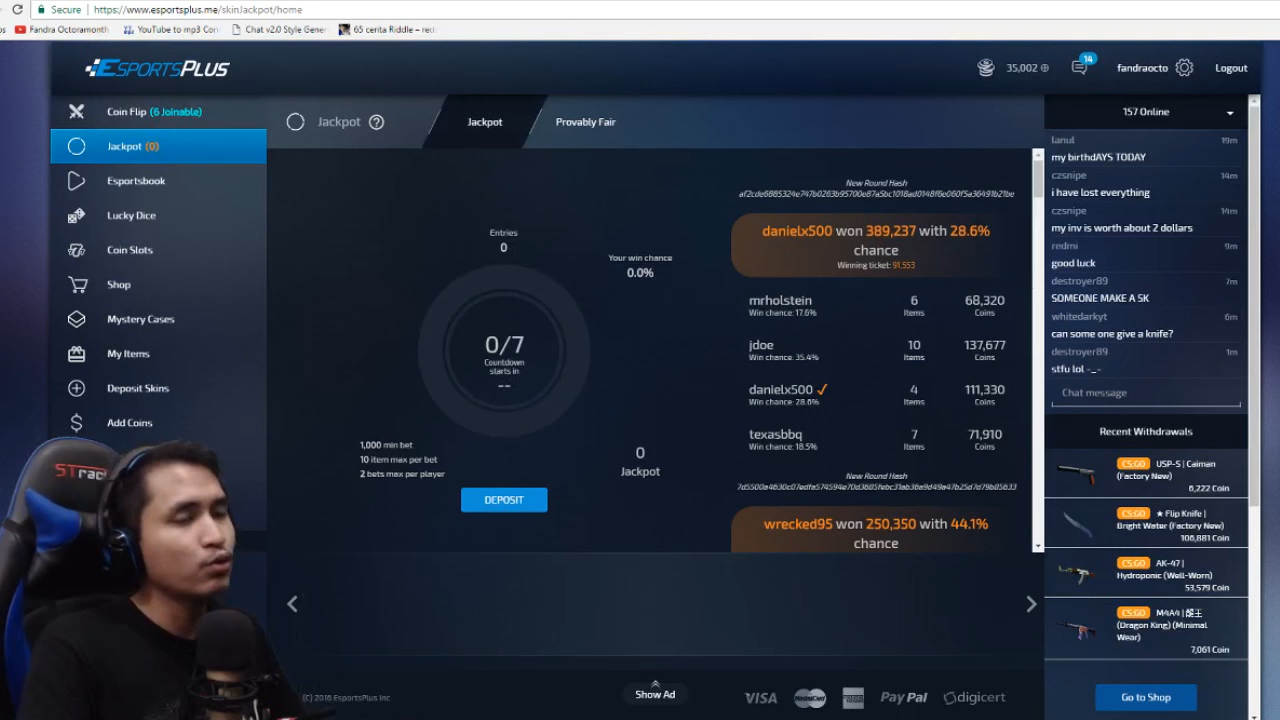 Secure
https://www.esportsplus.me/skinJackpot/home
Fandra Octoramonth
YouTube to mp3 Con
Chat v2.0 Style Gener
65 cerita Riddle – red
ESPORTSPLUS
35,002
14
fandraocto
Logout
Coin Flip (6 Joinable)
Jackpot (0)
Esportsbook
Lucky Dice
Coin Slots
Shop
Mystery Cases
My Items
Deposit Skins
Add Coins
Jackpot ?
Jackpot
Provably Fair
Entries
0
Your win chance
0.0%
0/7
Countdown
starts in
--
1,000 min bet
10 item max per bet
2 bets max per player
0
Jackpot
DEPOSIT
New Round Hash
danielx500 won 389,237 with 28.6%
chance
Winning ticket: 91,553
mrholstein 6 68,320
Win chance: 17.6% Items Coins
jdoe 10 137,677
Win chance: 35.4% Items Coins
danielx500 ✓ 4 111,330
Win chance: 28.6% Items Coins
texasbbq 7 71,910
Win chance: 18.5% Items Coins
New Round Hash
wrecked95 won 250,350 with 44.1%
chance
157 Online
lanul 19m
my birthdAYS TODAY
czsnipe 14m
i have lost everything
czsnipe 14m
my inv is worth about 2 dollars
redmi 9m
good luck
destroyer89 7m
SOMEONE MAKE A 5K
whitedarkyt 6m
can some one give a knife?
destroyer89 1m
stfu lol -_-
Chat message
Recent Withdrawals
CS:GO USP-S | Caiman
(Factory New)
6,222 Coin
CS:GO ★ Flip Knife |
Bright Water (Factory New)
106,881 Coin
CS:GO AK-47 |
Hydroponic (Well-Worn)
53,579 Coin
CS:GO M4A4 | 龍王
(Dragon King) (Minimal
Wear)
7,061 Coin
Go to Shop
STrac
(C) 2016 EsportsPlus Inc
Show Ad
VISA
MasterCard
PayPal
digicert